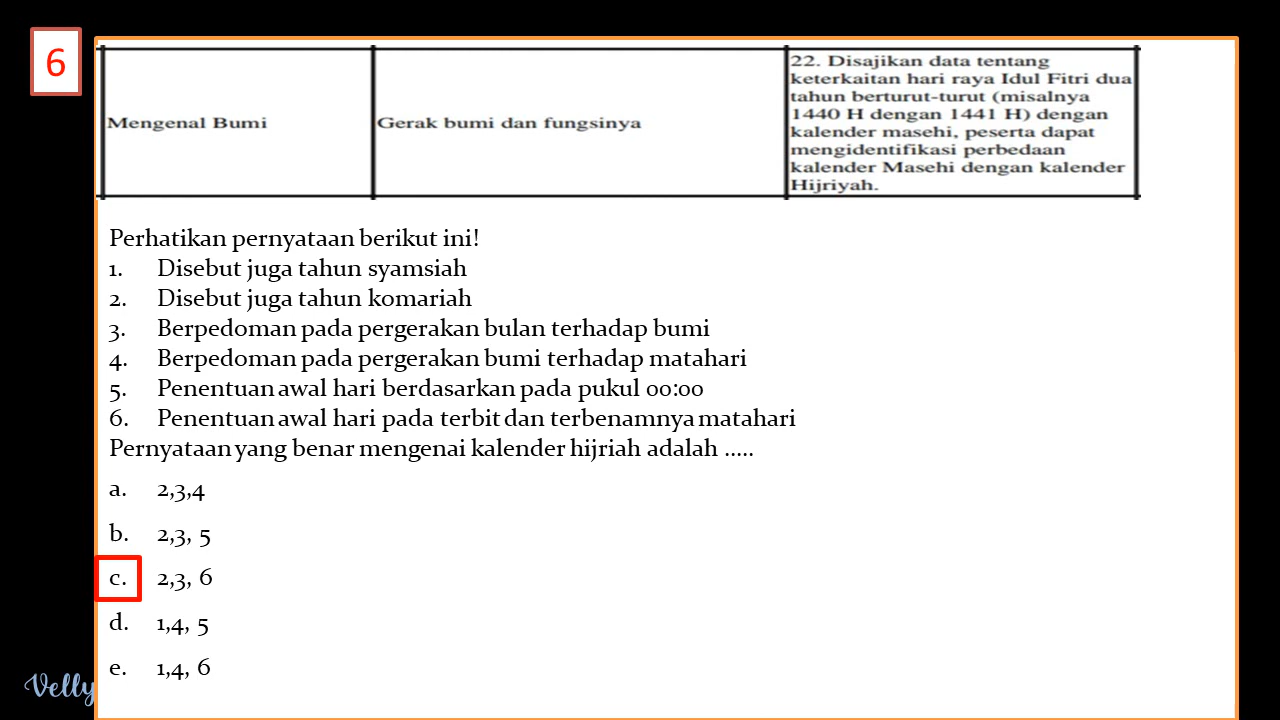 6
Mengenal Bumi
Gerak bumi dan fungsinya
22. Disajikan data tentang
keterkaitan hari raya Idul Fitri dua
tahun berturut-turut (misalnya
1440 H dengan 1441 H) dengan
kalender masehi, peserta dapat
mengidentifikasi perbedaan
kalender Masehi dengan kalender
Hijriyah.
Perhatikan pernyataan berikut ini!
1. Disebut juga tahun syamsiah
2. Disebut juga tahun komariah
3. Berpedoman pada pergerakan bulan terhadap bumi
4. Berpedoman pada pergerakan bumi terhadap matahari
5. Penentuan awal hari berdasarkan pada pukul 00:00
6. Penentuan awal hari pada terbit dan terbenamnya matahari
Pernyataan yang benar mengenai kalender hijriah adalah .....
a. 2,3,4
b. 2,3, 5
c. 2,3, 6
d. 1,4, 5
e. 1,4, 6
Velly